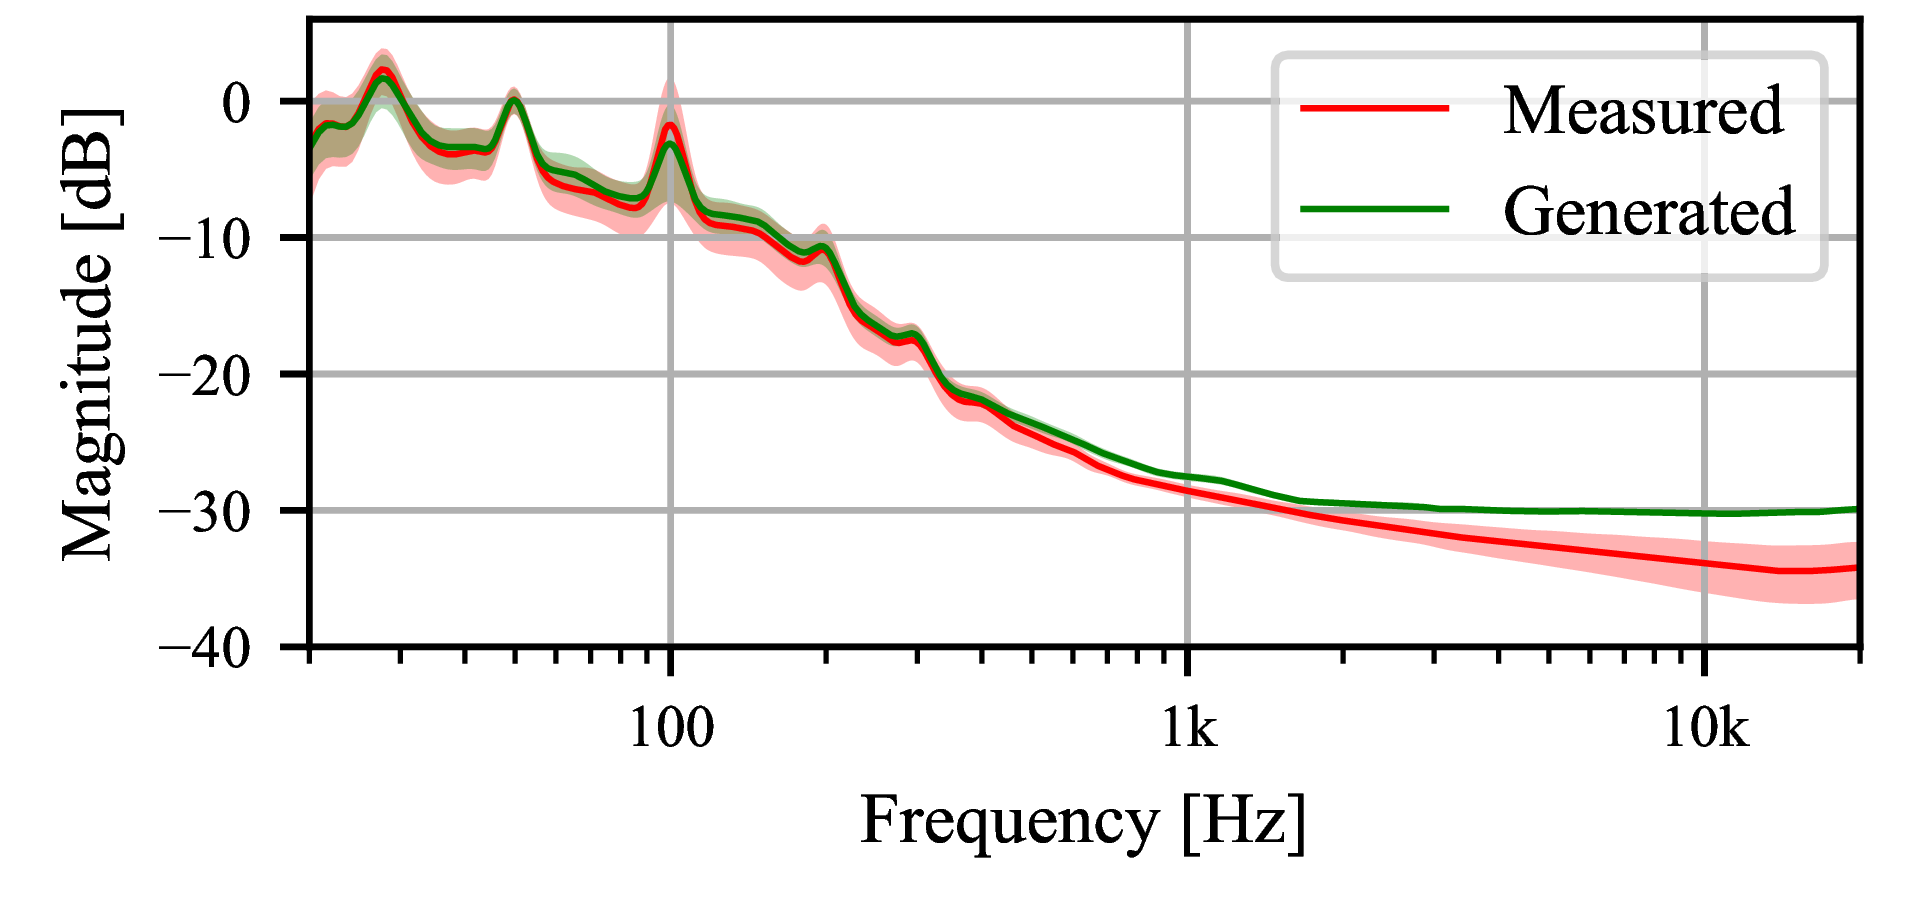 Magnitude [dB]
0
−10
−20
−30
−40
Measured
Generated
100
1k
10k
Frequency [Hz]